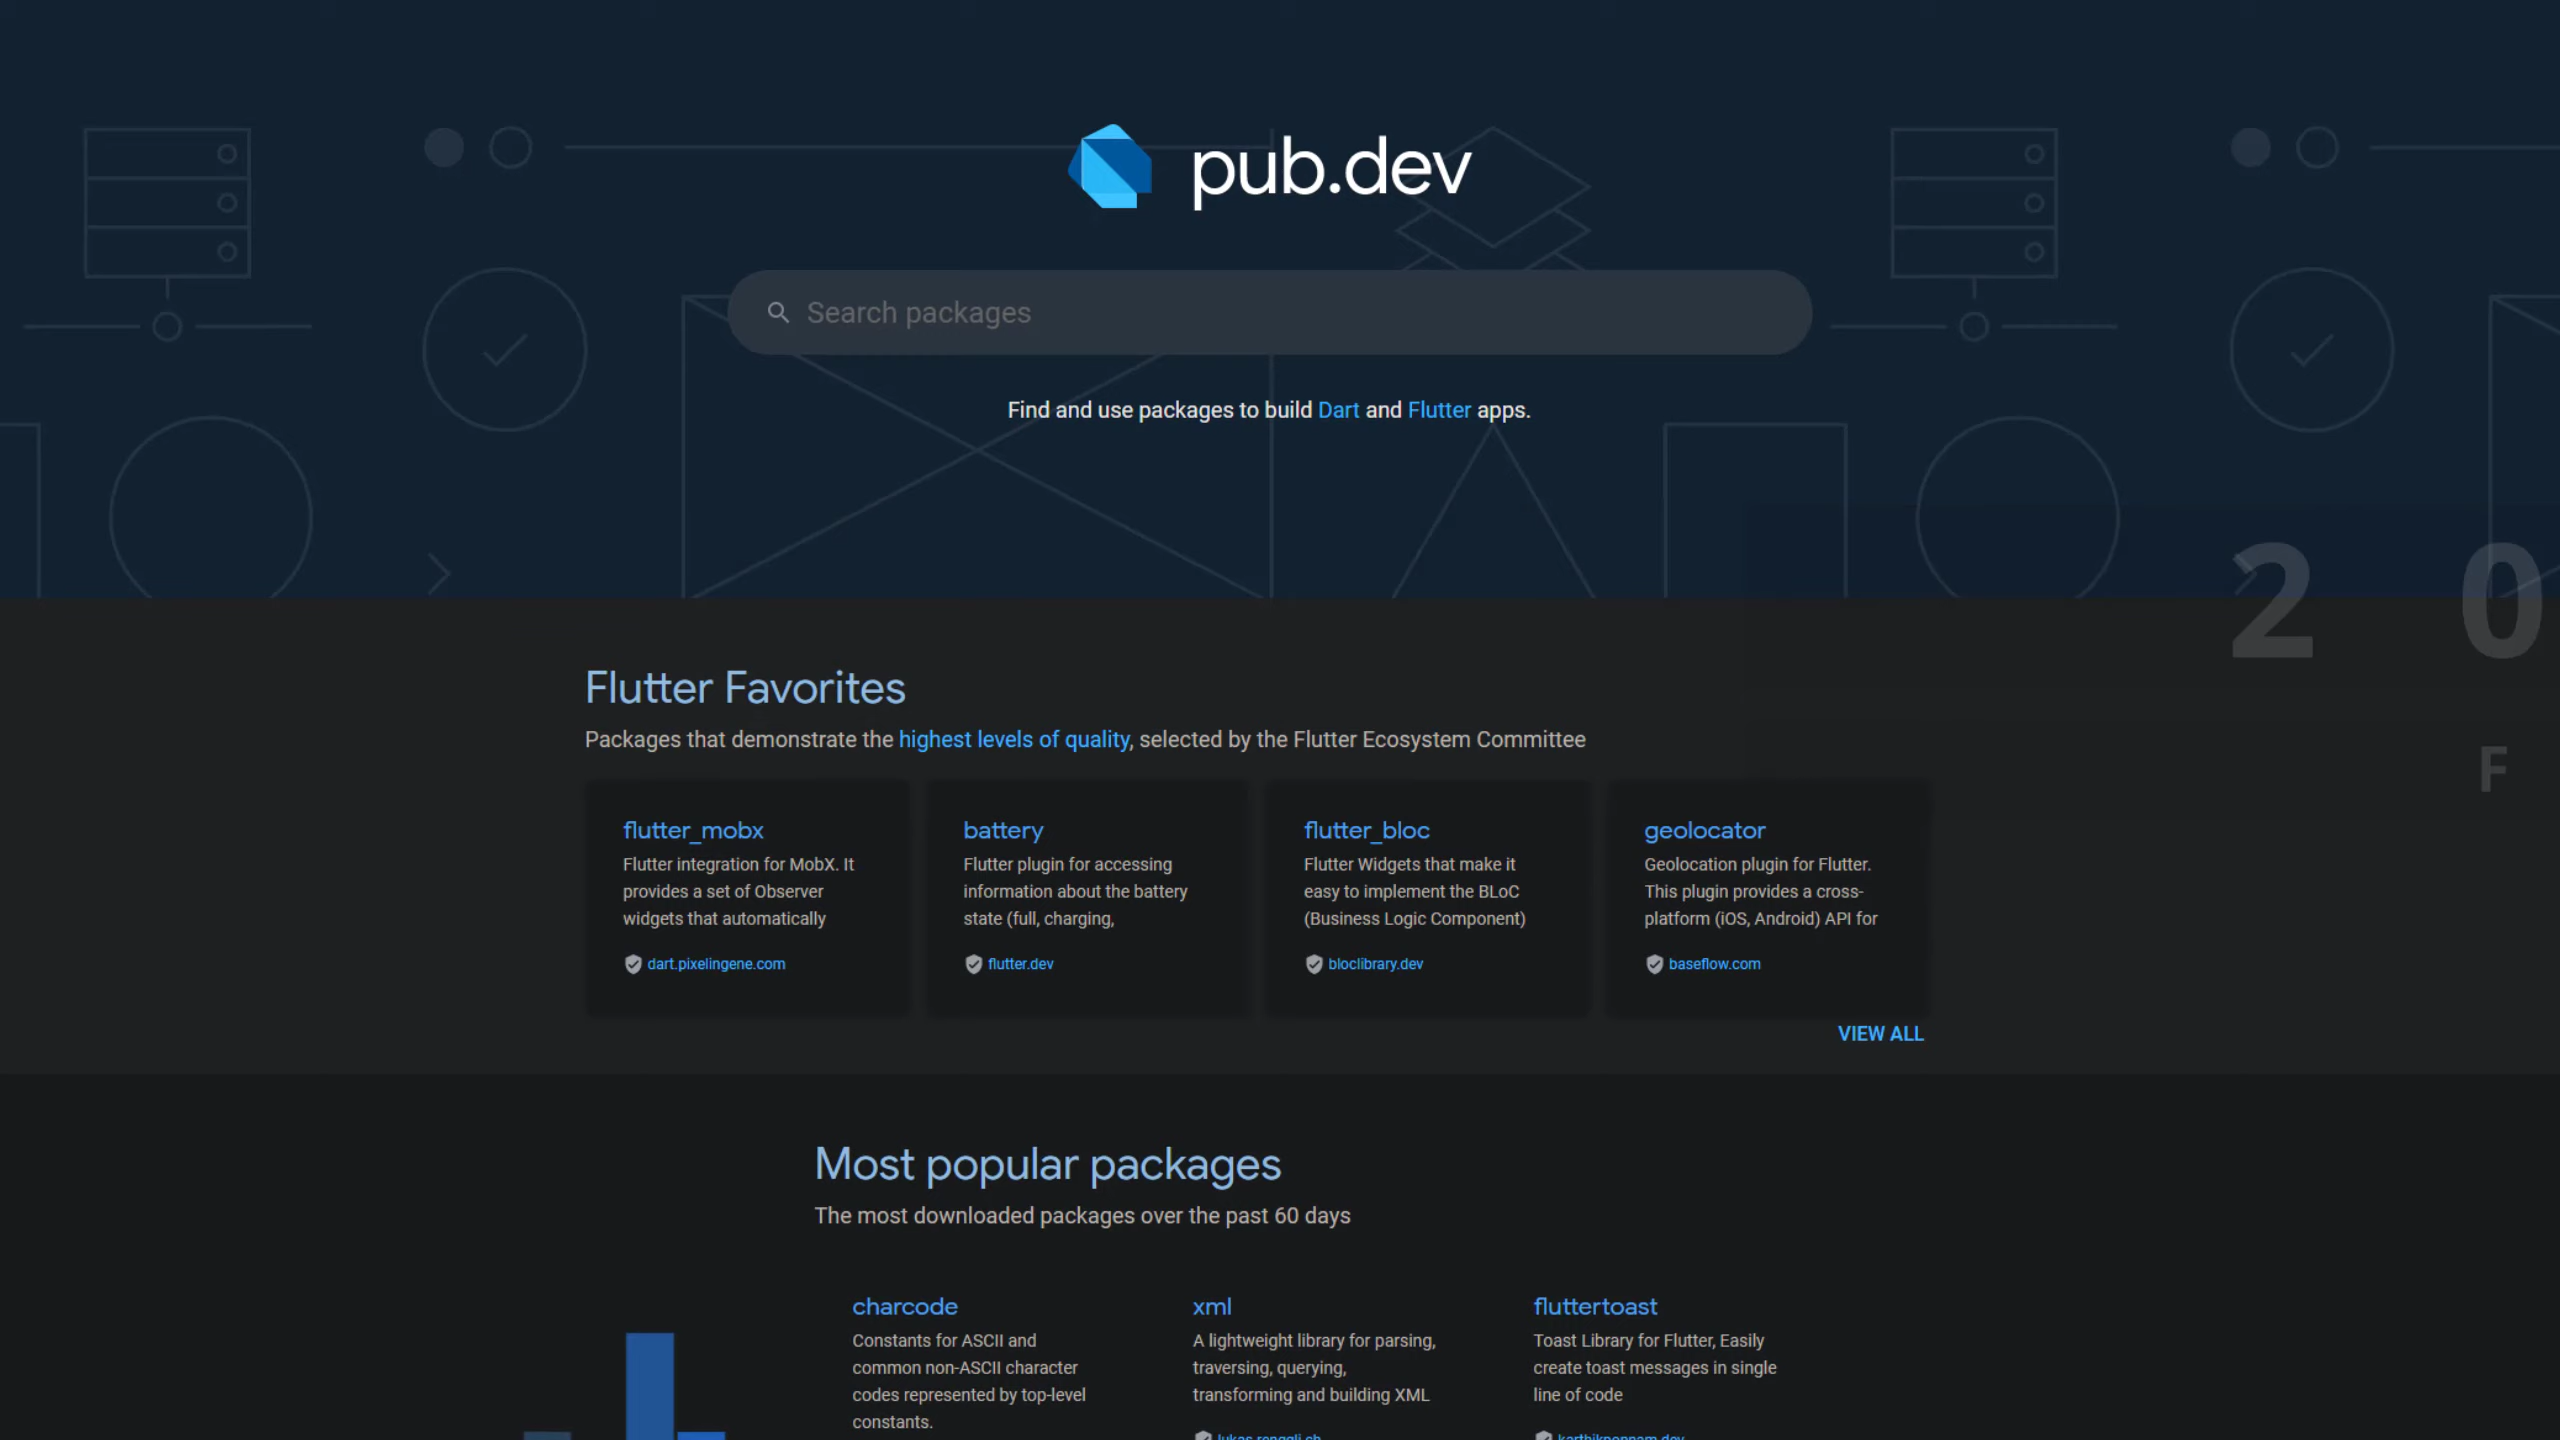 pub.dev
Search packages
Find and use packages to build Dart and Flutter apps.
2 0
F
Flutter Favorites
Packages that demonstrate the highest levels of quality, selected by the Flutter Ecosystem Committee
flutter_mobx
Flutter integration for MobX. It
provides a set of Observer
widgets that automatically
dart.pixelingene.com
battery
Flutter plugin for accessing
information about the battery
state (full, charging,
flutter.dev
flutter_bloc
Flutter Widgets that make it
easy to implement the BLoC
(Business Logic Component)
bloclibrary.dev
geolocator
Geolocation plugin for Flutter.
This plugin provides a cross-
platform (iOS, Android) API for
baseflow.com
VIEW ALL
Most popular packages
The most downloaded packages over the past 60 days
charcode
Constants for ASCII and
common non-ASCII character
codes represented by top-level
constants.
xml
A lightweight library for parsing,
traversing, querying,
transforming and building XML
lukas-renggli.ch
fluttertoast
Toast Library for Flutter, Easily
create toast messages in single
line of code
karthikponnam.dev